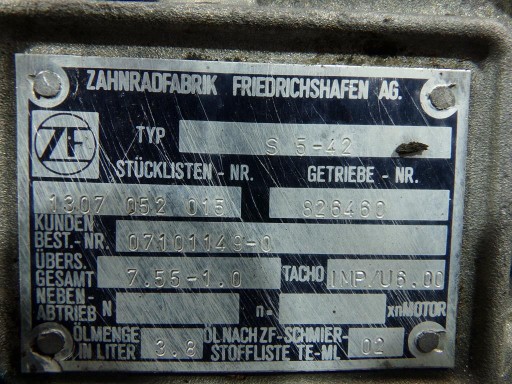 ZAHNRADFABRIK FRIEDRICHSHAFEN AG.
ZF
TYP S 5-42
STÜCKLISTEN - NR. GETRIEBE - NR.
1307 052 015 826460
KUNDEN
BEST.-NR. 07101149-0
ÜBERS.
GESAMT 7.55-1.0 TACHO IMP/U6.00
NEBEN-
ABTRIEB N n= xnMOTOR
ÖLMENGE ÖL NACH ZF-SCHMIER-
IN LITER 3.8 STOFFLISTE TE-ML 02